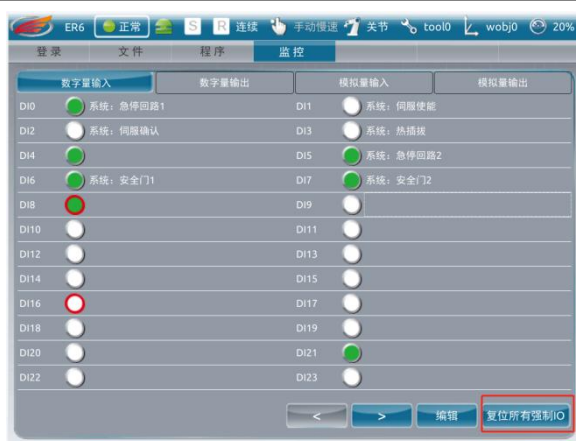 ER6 正常 S R 连续 手动慢速 关节 tool0 wobj0 20%
登录 文件 程序 监控
数字量输入 数字量输出 模拟量输入 模拟量输出
DI0 系统：急停回路1 DI1 系统：伺服使能
DI2 系统：伺服确认 DI3 系统：热插拔
DI4 DI5 系统：急停回路2
DI6 系统：安全门1 DI7 系统：安全门2
DI8 DI9
DI10 DI11
DI12 DI13
DI14 DI15
DI16 DI17
DI18 DI19
DI20 DI21
DI22 DI23
< > 编辑 复位所有强制IO